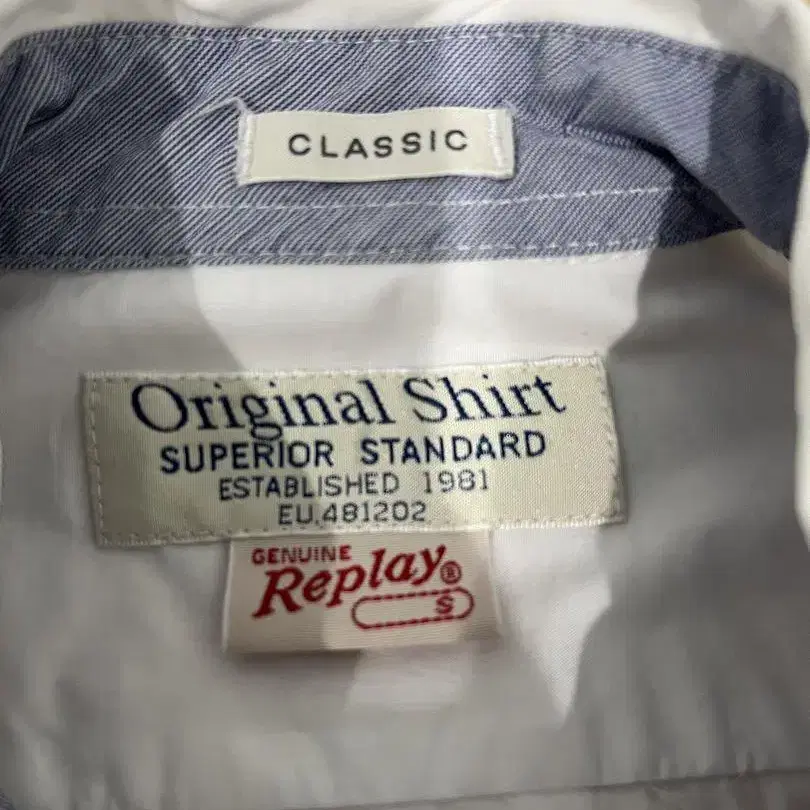 CLASSIC
Original Shirt
SUPERIOR STANDARD
ESTABLISHED 1981
EU.481202
GENUINE
Replay®
S